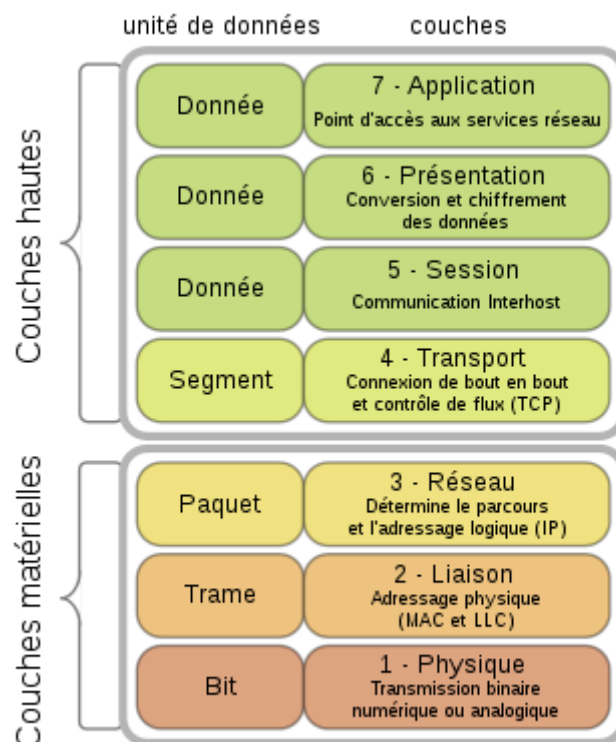 unité de données
couches
Couches hautes
Donnée
7 - Application
Point d'accès aux services réseau
Donnée
6 - Présentation
Conversion et chiffrement
des données
Donnée
5 - Session
Communication Interhost
Segment
4 - Transport
Connexion de bout en bout
et contrôle de flux (TCP)
Couches matérielles
Paquet
3 - Réseau
Détermine le parcours
et l'adressage logique (IP)
Trame
2 - Liaison
Adressage physique
(MAC et LLC)
Bit
1 - Physique
Transmission binaire
numérique ou analogique